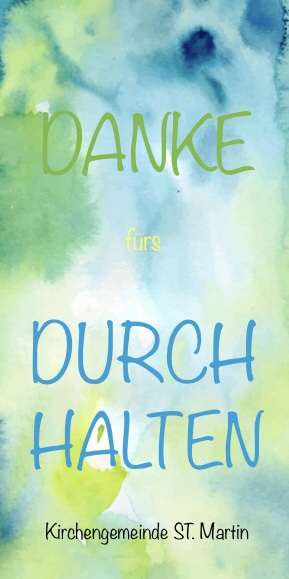 DANKE
fürs
DURCH
HALTEN
Kirchengemeinde ST. Martin